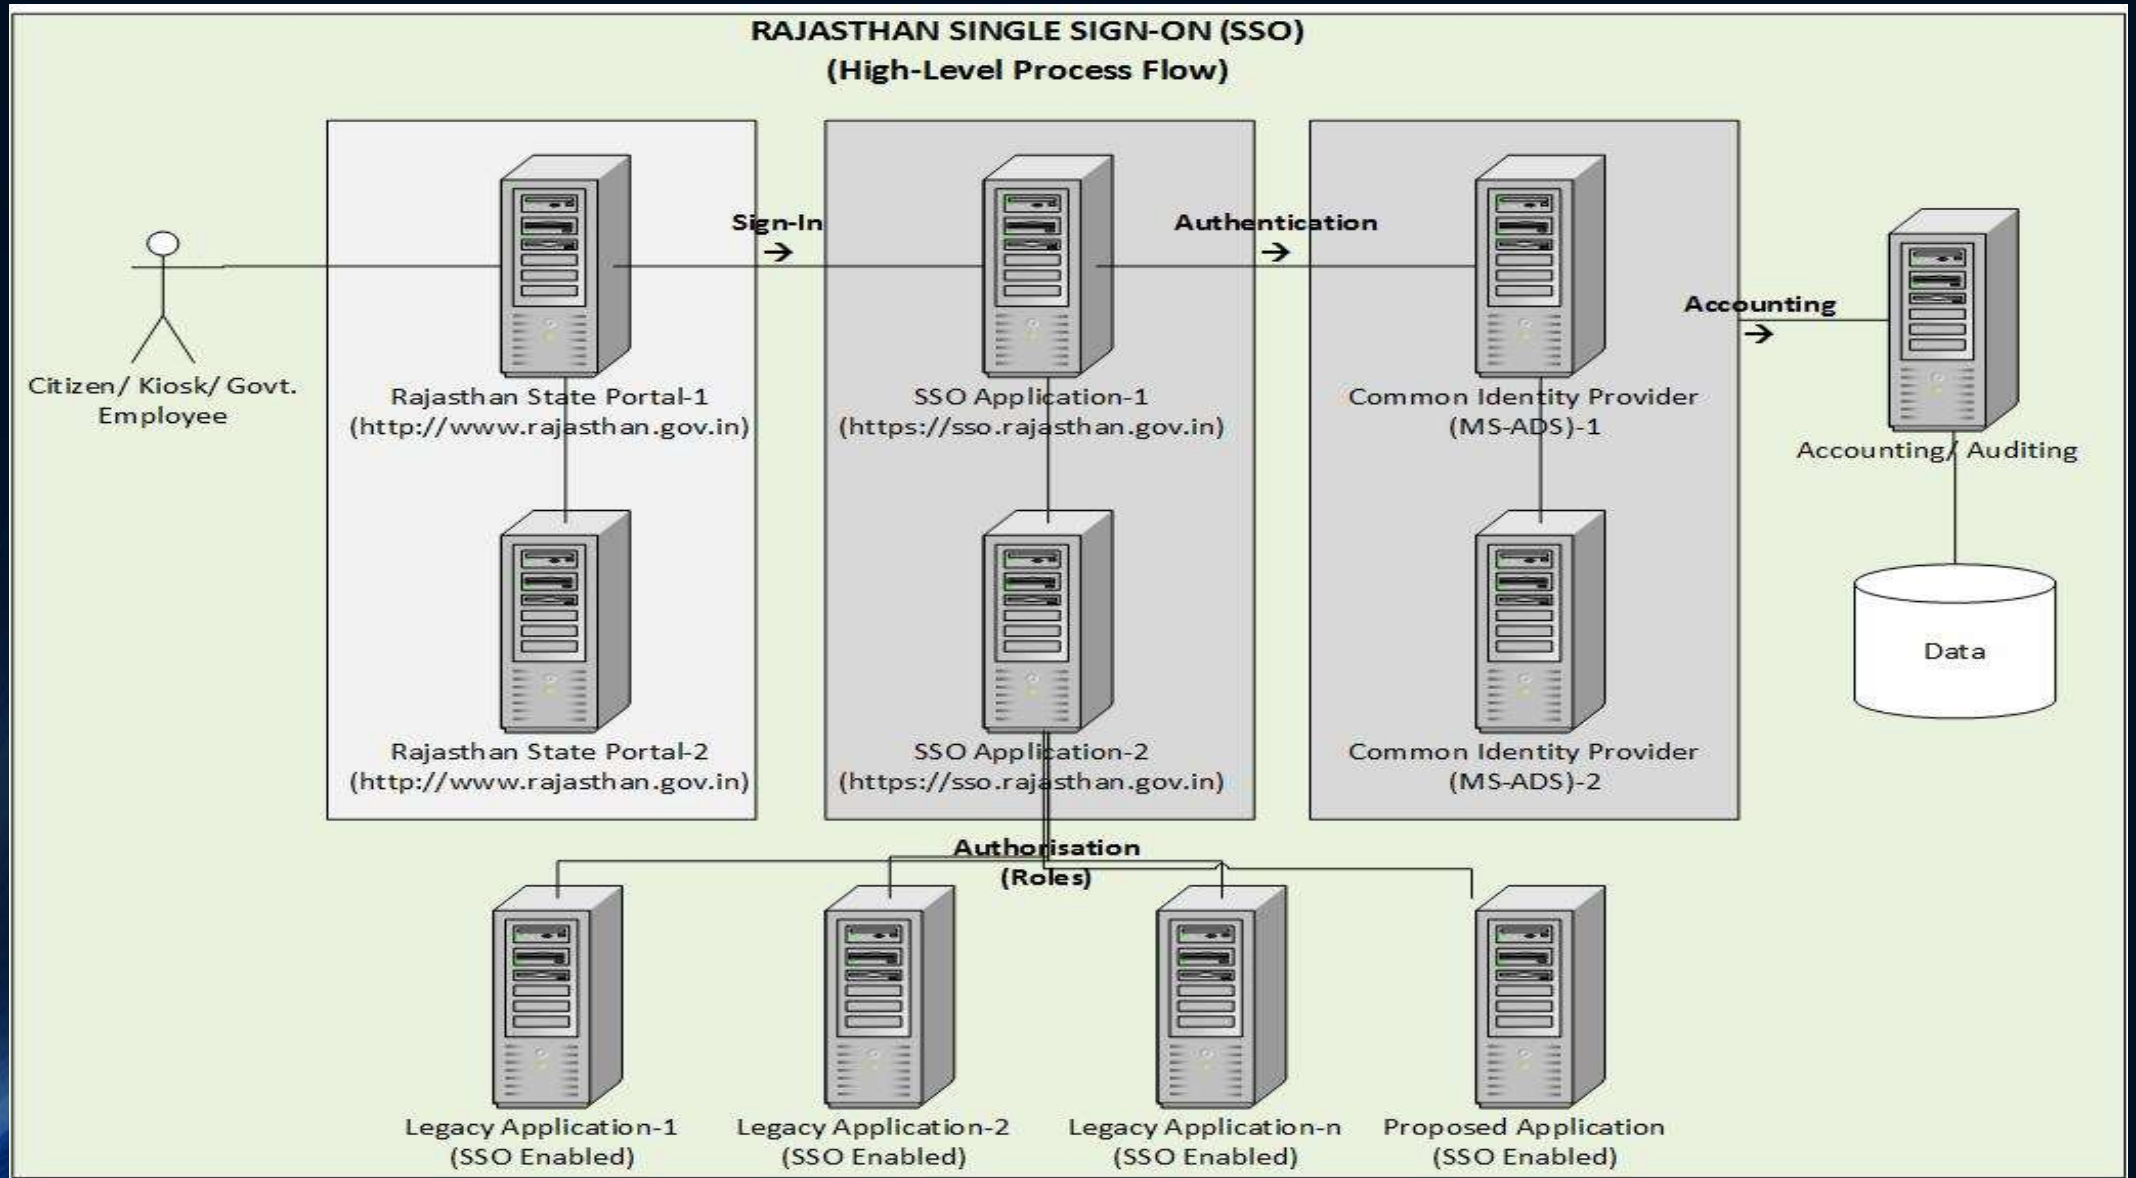 RAJASTHAN SINGLE SIGN-ON (SSO)
(High-Level Process Flow)
Sign-In
→
Authentication
→
Accounting
→
Citizen/ Kiosk/ Govt.
Employee
Rajasthan State Portal-1
(http://www.rajasthan.gov.in)
SSO Application-1
(https://sso.rajasthan.gov.in)
Common Identity Provider
(MS-ADS)-1
Accounting/ Auditing
Data
Rajasthan State Portal-2
(http://www.rajasthan.gov.in)
SSO Application-2
(https://sso.rajasthan.gov.in)
Common Identity Provider
(MS-ADS)-2
Authorisation
(Roles)
Legacy Application-1
(SSO Enabled)
Legacy Application-2
(SSO Enabled)
Legacy Application-n
(SSO Enabled)
Proposed Application
(SSO Enabled)